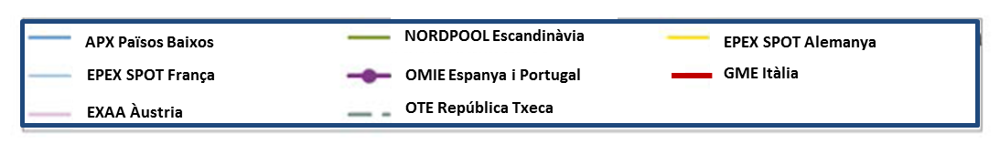 APX Països Baixos
NORDPOOL Escandinàvia
EPEX SPOT Alemanya
EPEX SPOT França
OMIE Espanya i Portugal
GME Itàlia
EXAA Àustria
OTE República Txeca